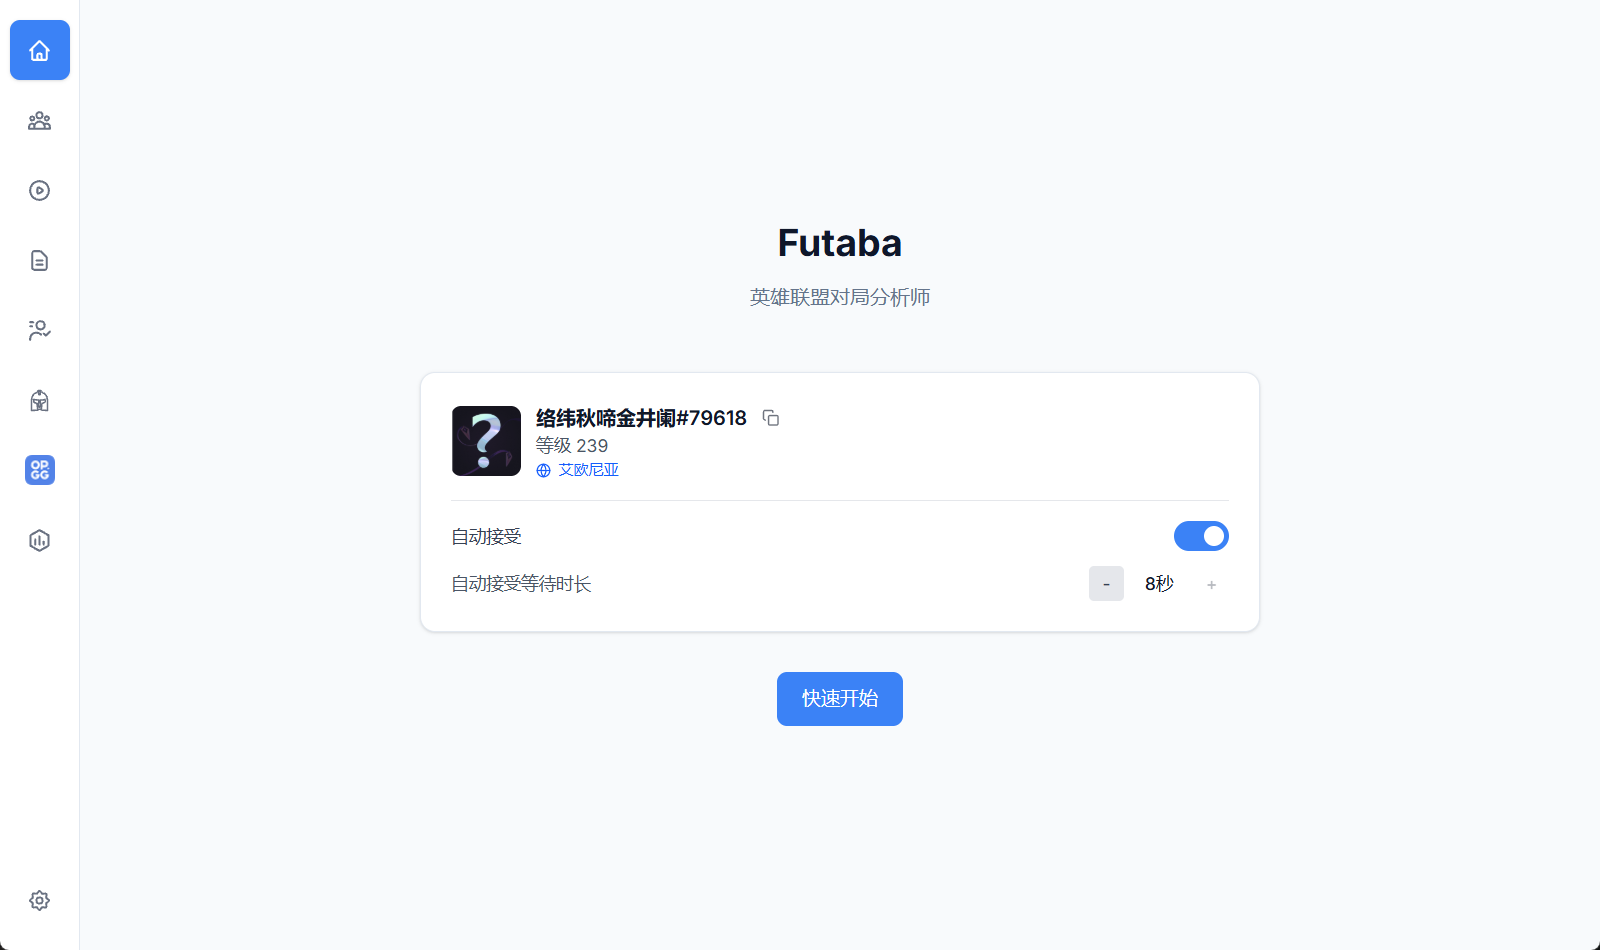 Futaba
英雄联盟对局分析师
络纬秋啼金井阑#79618
等级 239
艾欧尼亚
自动接受
自动接受等待时长
- 8秒 +
快速开始
OP
GG